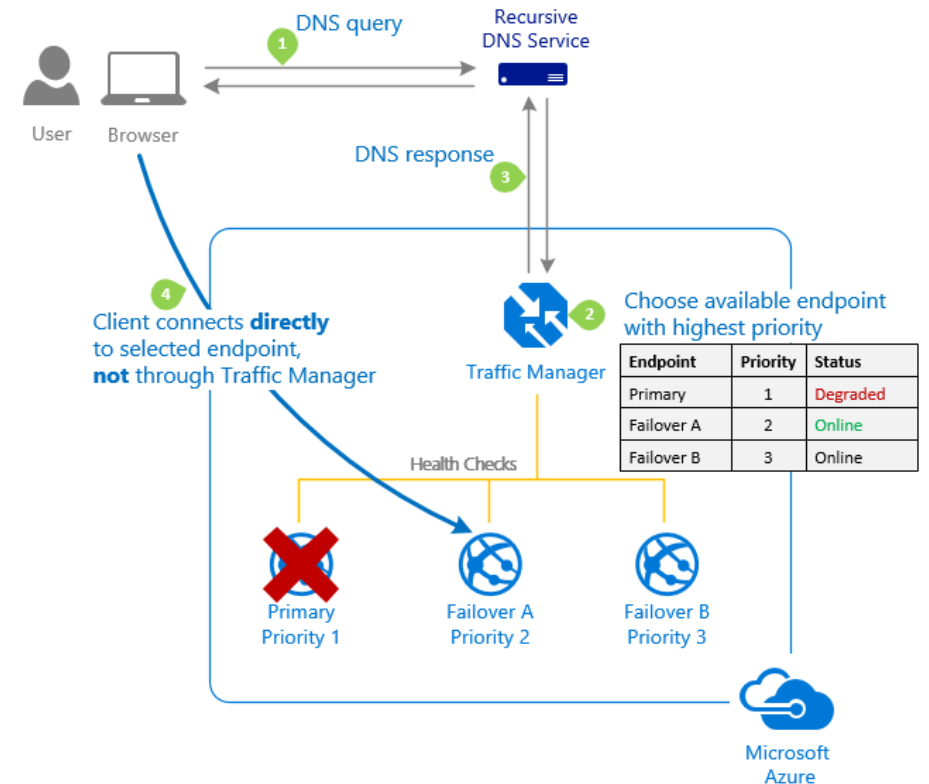 DNS query
1
Recursive
DNS Service
User
Browser
DNS response
3
4
Client connects directly
to selected endpoint,
not through Traffic Manager
2
Traffic Manager
Choose available endpoint
with highest priority
Endpoint Priority Status
Primary 1 Degraded
Failover A 2 Online
Failover B 3 Online
Health Checks
Primary
Priority 1
Failover A
Priority 2
Failover B
Priority 3
Microsoft
Azure